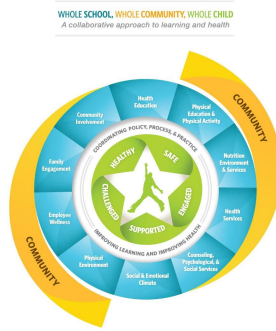 WHOLE SCHOOL, WHOLE COMMUNITY, WHOLE CHILD
A collaborative approach to learning and health
COMMUNITY
Health
Education
Physical
Education &
Physical Activity
Nutrition
Environment
& Services
Health
Services
Counseling,
Psychological, &
Social Services
Social & Emotional
Climate
Physical
Environment
Employee
Wellness
Family
Engagement
Community
Involvement
COORDINATING POLICY, PROCESS, & PRACTICE
HEALTHY
SAFE
ENGAGED
SUPPORTED
CHALLENGED
IMPROVING LEARNING AND IMPROVING HEALTH
COMMUNITY